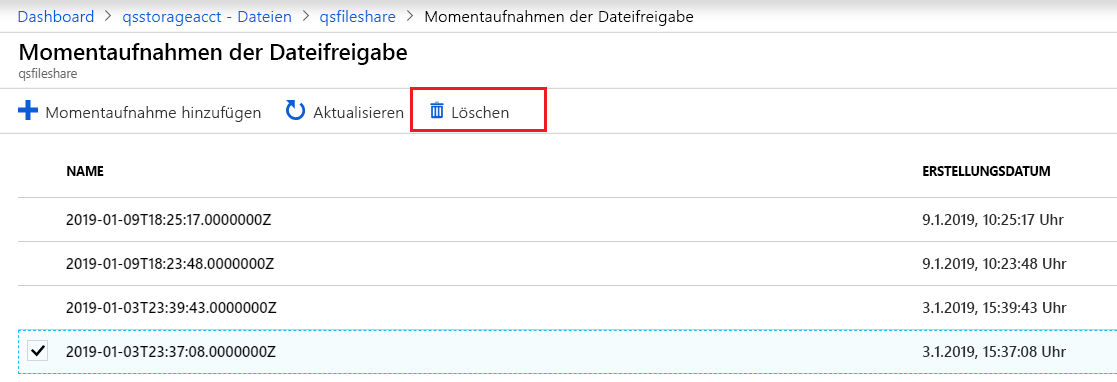 Dashboard > qsstorageacct - Dateien > qsfileshare > Momentaufnahmen der Dateifreigabe
Momentaufnahmen der Dateifreigabe
qsfileshare
Momentaufnahme hinzufügen Aktualisieren Löschen
NAME ERSTELLUNGSDATUM
2019-01-09T18:25:17.0000000Z 9.1.2019, 10:25:17 Uhr
2019-01-09T18:23:48.0000000Z 9.1.2019, 10:23:48 Uhr
2019-01-03T23:39:43.0000000Z 3.1.2019, 15:39:43 Uhr
2019-01-03T23:37:08.0000000Z 3.1.2019, 15:37:08 Uhr